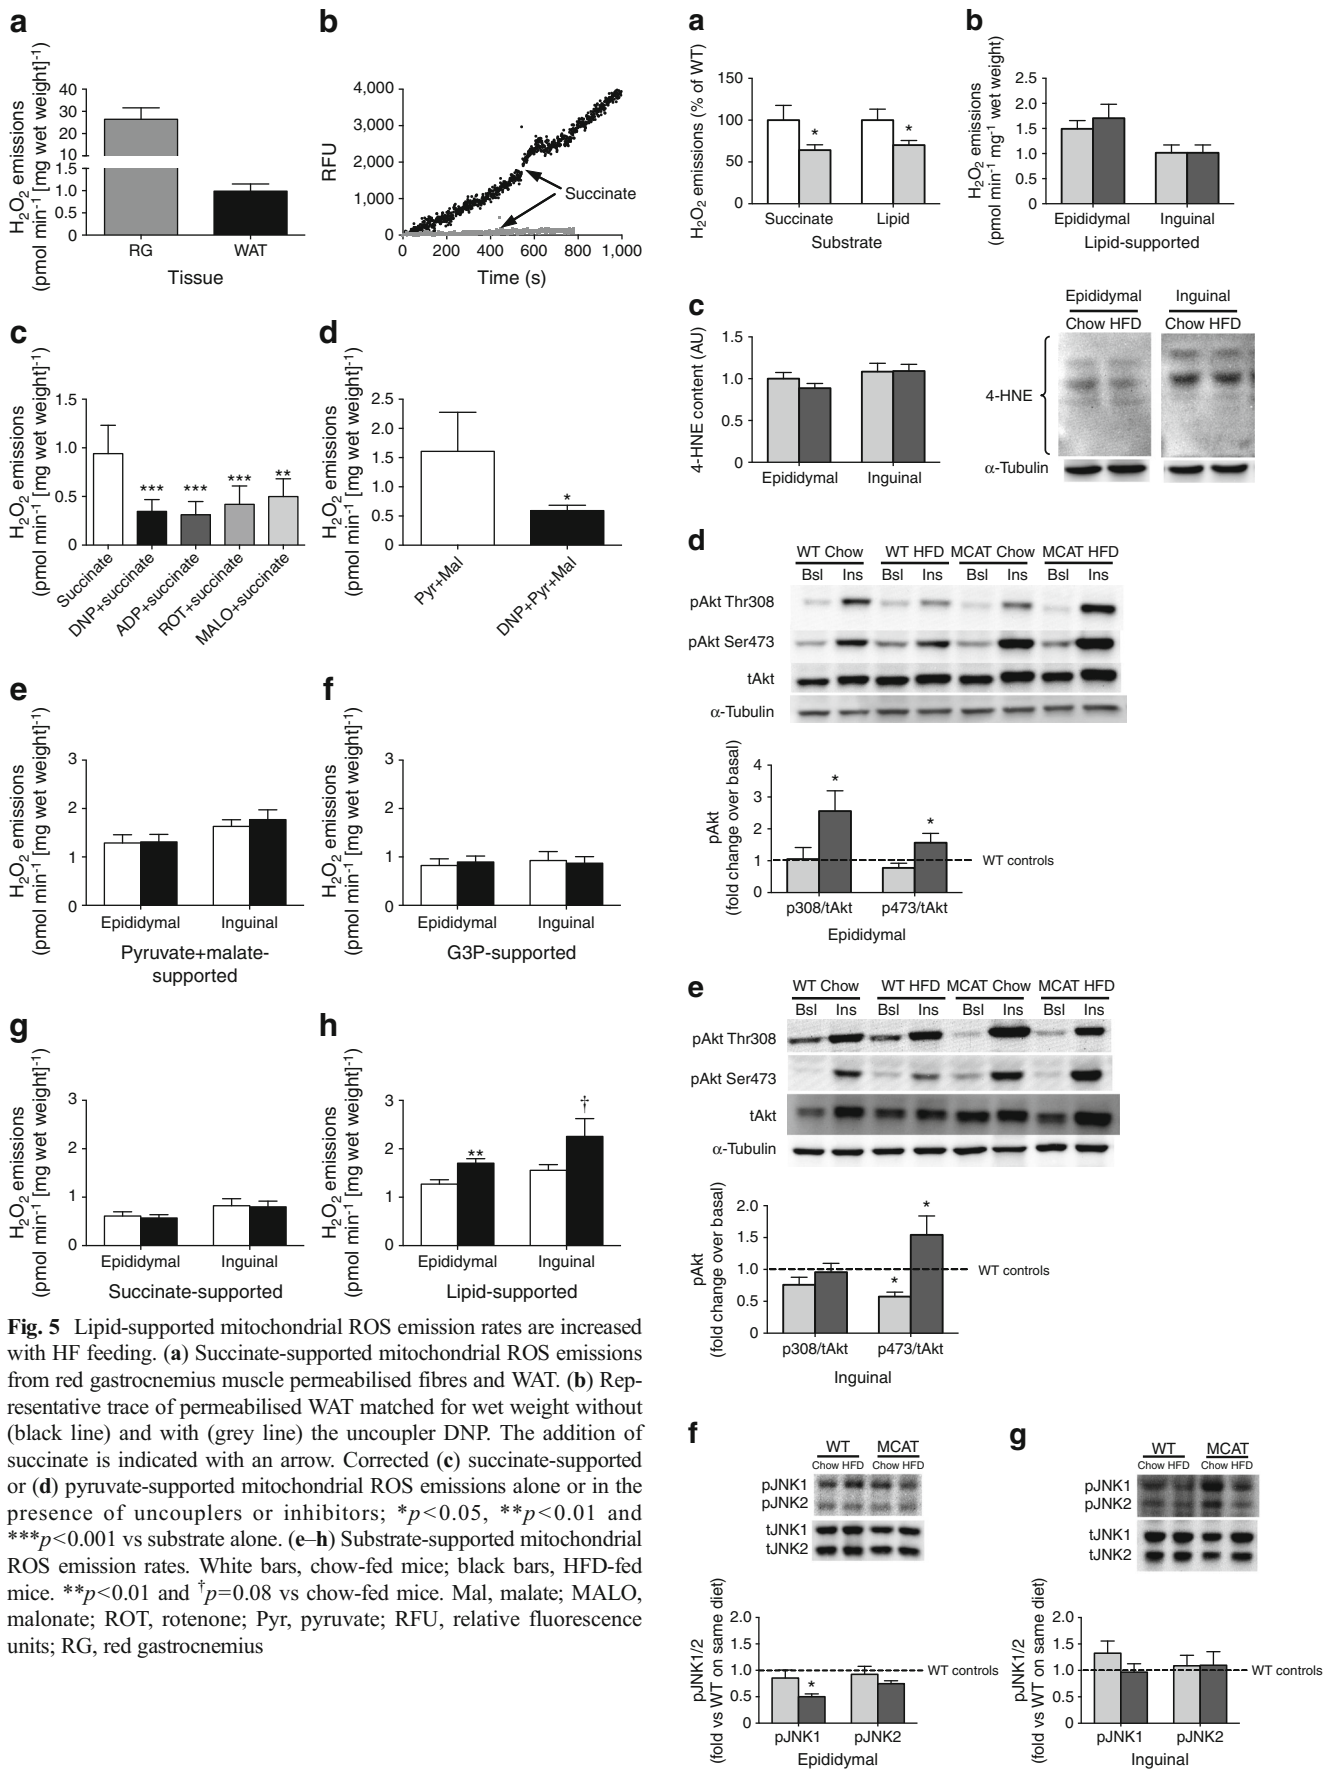 a
H₂O₂ emissions
(pmol min⁻¹ [mg wet weight]⁻¹)
40
30
20
10
1.5
1.0
0.5
0
RG
WAT
Tissue
b
RFU
4,000
3,000
2,000
1,000
0
Succinate
0
200
400
600
800
1,000
Time (s)
c
H₂O₂ emissions
(pmol min⁻¹ [mg wet weight]⁻¹)
1.5
1.0
0.5
0
***
***
***
**
Succinate
DNP+succinate
ADP+succinate
ROT+succinate
MALO+succinate
d
H₂O₂ emissions
(pmol min⁻¹ [mg wet weight]⁻¹)
2.5
2.0
1.5
1.0
0.5
0
*
Pyr+Mal
DNP+Pyr+Mal
e
H₂O₂ emissions
(pmol min⁻¹ [mg wet weight]⁻¹)
3
2
1
0
Epididymal
Inguinal
Pyruvate+malate-
supported
f
H₂O₂ emissions
(pmol min⁻¹ [mg wet weight]⁻¹)
3
2
1
0
Epididymal
Inguinal
G3P-supported
g
H₂O₂ emissions
(pmol min⁻¹ [mg wet weight]⁻¹)
3
2
1
0
Epididymal
Inguinal
Succinate-supported
h
H₂O₂ emissions
(pmol min⁻¹ [mg wet weight]⁻¹)
3
2
1
0
**
†
Epididymal
Inguinal
Lipid-supported
Fig. 5 Lipid-supported mitochondrial ROS emission rates are increased
with HF feeding. (a) Succinate-supported mitochondrial ROS emissions
from red gastrocnemius muscle permeabilised fibres and WAT. (b) Rep-
resentative trace of permeabilised WAT matched for wet weight without
(black line) and with (grey line) the uncoupler DNP. The addition of
succinate is indicated with an arrow. Corrected (c) succinate-supported
or (d) pyruvate-supported mitochondrial ROS emissions alone or in the
presence of uncouplers or inhibitors; *p<0.05, **p<0.01 and
***p<0.001 vs substrate alone. (e–h) Substrate-supported mitochondrial
ROS emission rates. White bars, chow-fed mice; black bars, HFD-fed
mice. **p<0.01 and †p=0.08 vs chow-fed mice. Mal, malate; MALO,
malonate; ROT, rotenone; Pyr, pyruvate; RFU, relative fluorescence
units; RG, red gastrocnemius
a
H₂O₂ emissions (% of WT)
150
100
50
0
*
*
Succinate
Lipid
Substrate
b
H₂O₂ emissions
(pmol min⁻¹ mg⁻¹ wet weight)
2.5
2.0
1.5
1.0
0.5
0
Epididymal
Inguinal
Lipid-supported
c
4-HNE content (AU)
1.5
1.0
0.5
0
Epididymal
Inguinal
Epididymal
Inguinal
Chow HFD
Chow HFD
4-HNE
α-Tubulin
d
WT Chow
WT HFD
MCAT Chow
MCAT HFD
Bsl
Ins
Bsl
Ins
Bsl
Ins
Bsl
Ins
pAkt Thr308
pAkt Ser473
tAkt
α-Tubulin
pAkt
(fold change over basal)
4
3
2
1
0
*
*
WT controls
p308/tAkt
p473/tAkt
Epididymal
e
WT Chow
WT HFD
MCAT Chow
MCAT HFD
Bsl
Ins
Bsl
Ins
Bsl
Ins
Bsl
Ins
pAkt Thr308
pAkt Ser473
tAkt
α-Tubulin
pAkt
(fold change over basal)
2.0
1.5
1.0
0.5
0
*
*
WT controls
p308/tAkt
p473/tAkt
Inguinal
f
WT
MCAT
Chow HFD
Chow HFD
pJNK1
pJNK2
tJNK1
tJNK2
pJNK1/2
(fold vs WT on same diet)
2.0
1.5
1.0
0.5
0
*
WT controls
pJNK1
pJNK2
Epididymal
g
WT
MCAT
Chow HFD
Chow HFD
pJNK1
pJNK2
tJNK1
tJNK2
pJNK1/2
(fold vs WT on same diet)
2.0
1.5
1.0
0.5
0
WT controls
pJNK1
pJNK2
Inguinal